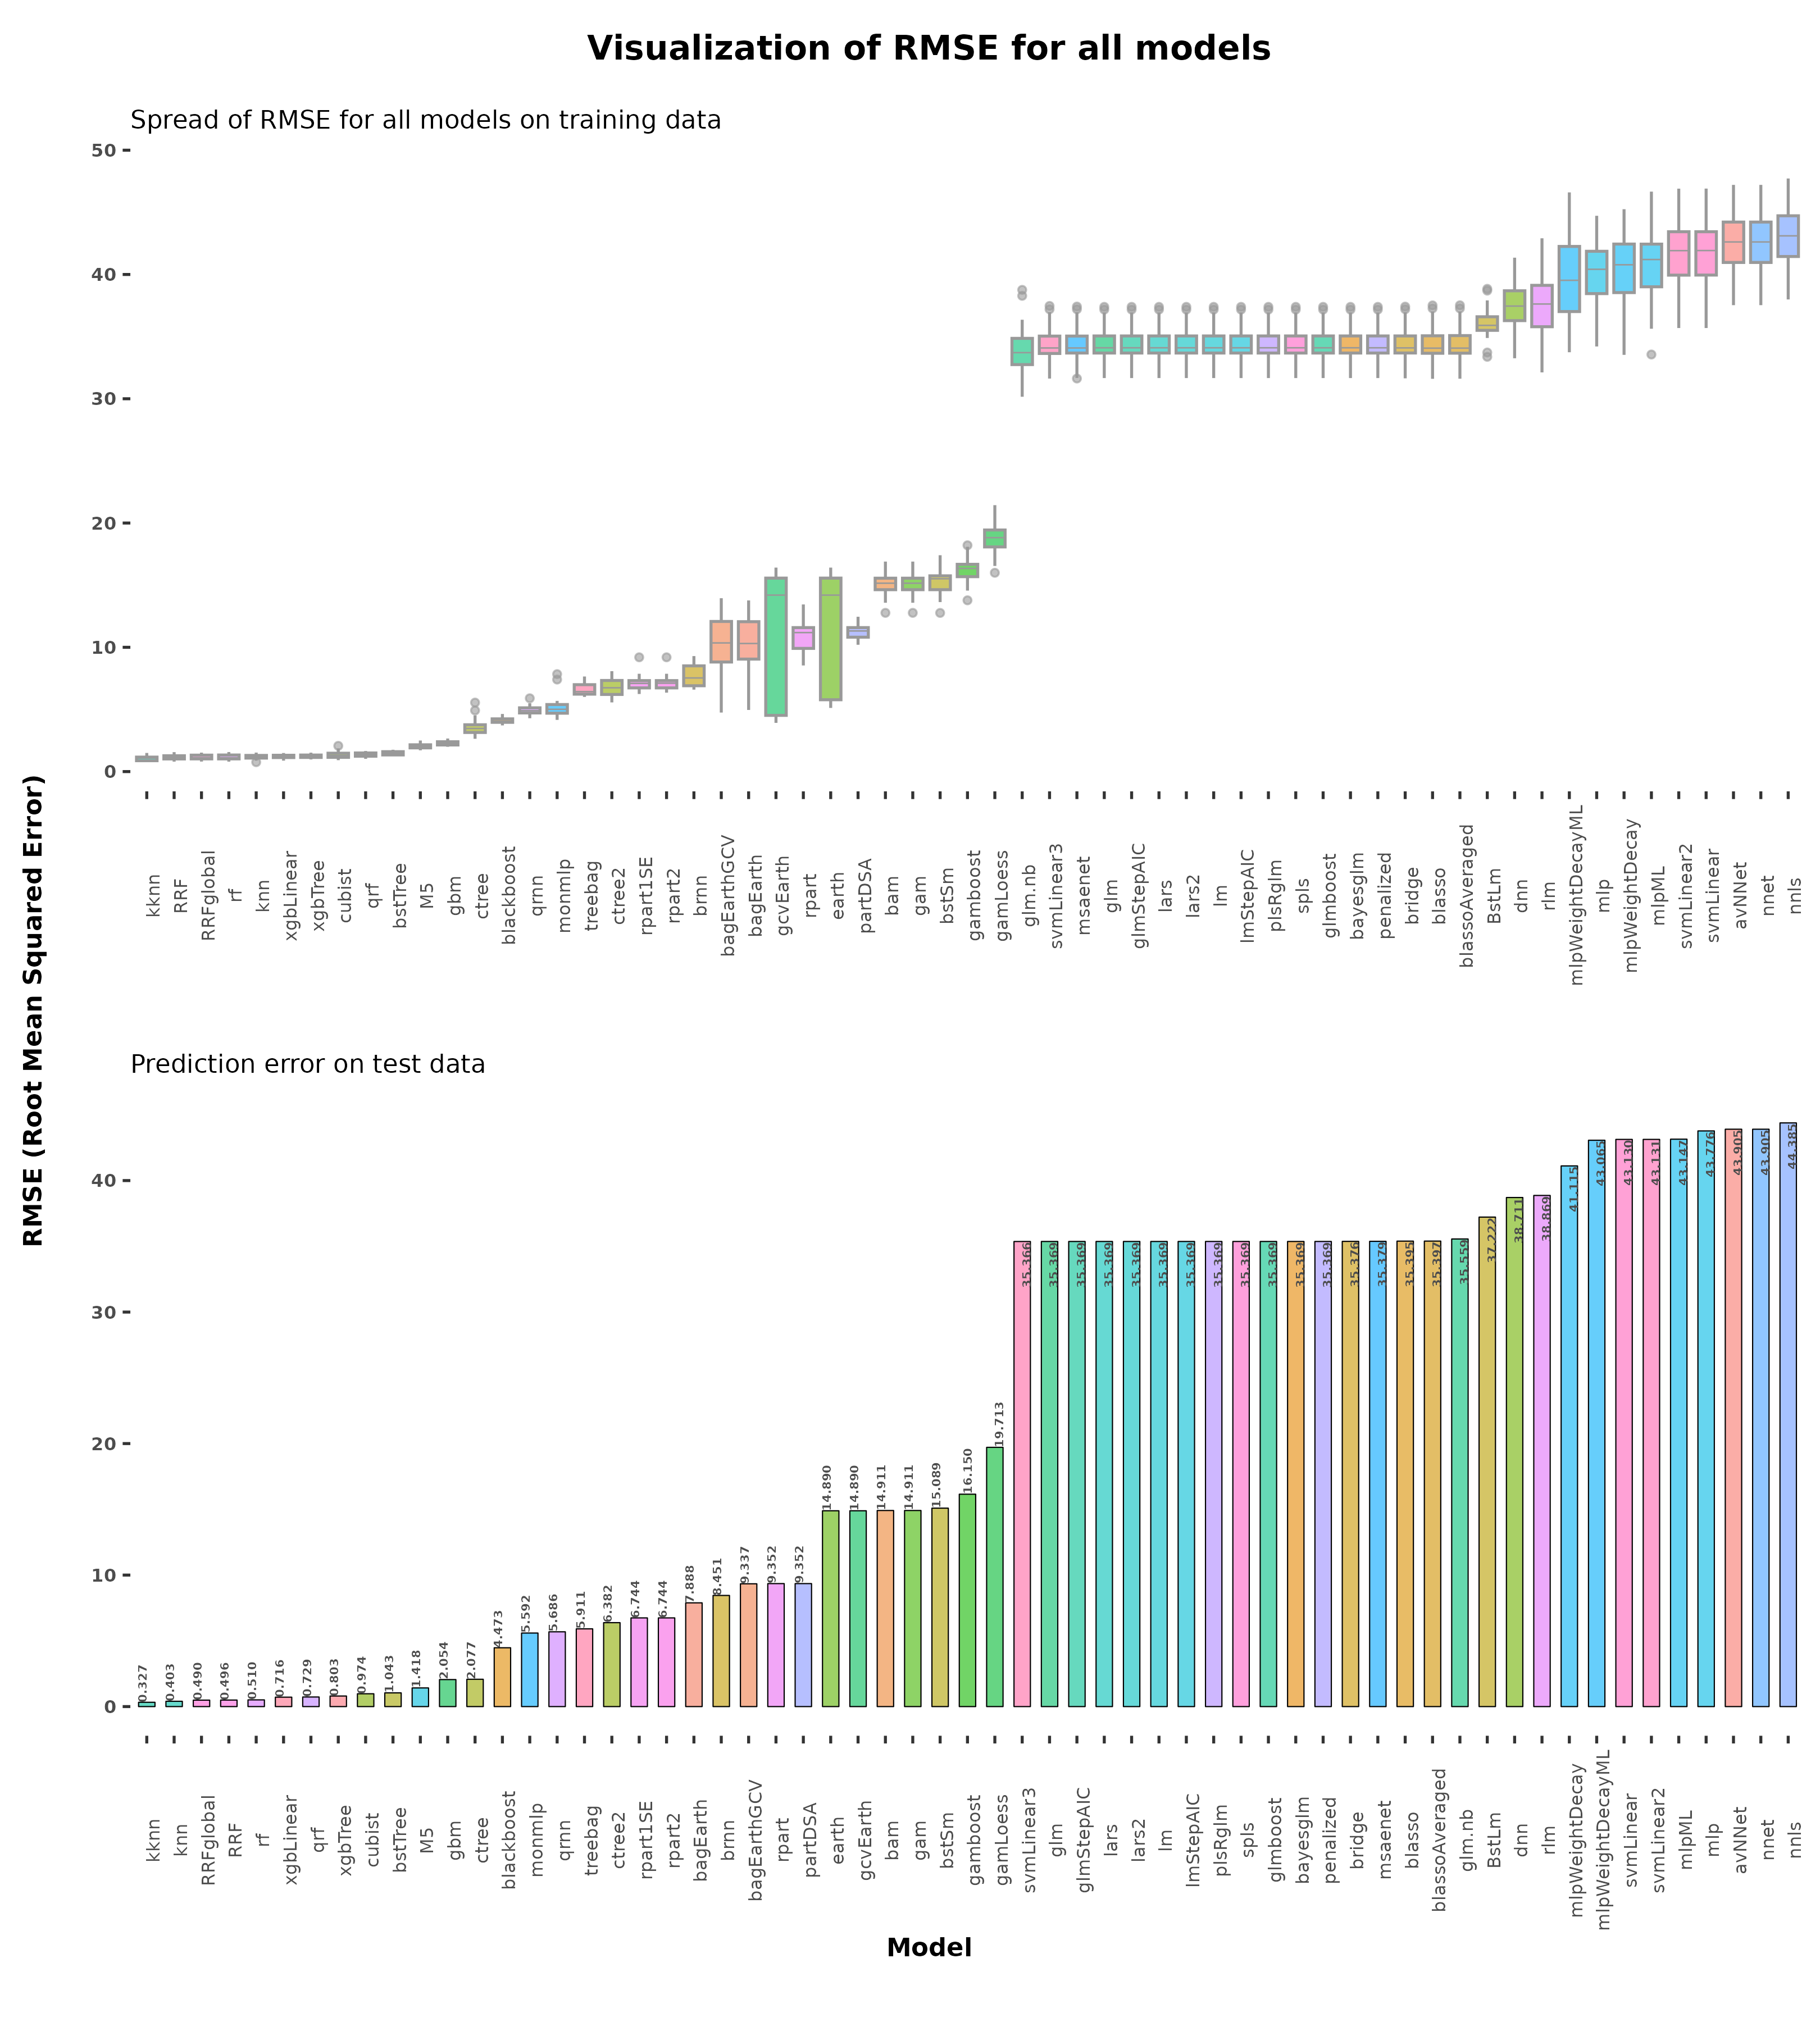 Visualization of RMSE for all models
Spread of RMSE for all models on training data
RMSE (Root Mean Squared Error)
50
40
30
20
10
0
kknn
RRF
RRFglobal
rf
knn
xgbLinear
xgbTree
cubist
qrf
bstTree
M5
gbm
ctree
blackboost
qrnn
monmlp
treebag
ctree2
rpart1SE
rpart2
brnn
bagEarthGCV
bagEarth
gcvEarth
rpart
earth
partDSA
bam
gam
bstSm
gamboost
gamLoess
glm.nb
svmLinear3
msaenet
glm
glmStepAIC
lars
lars2
lm
lmStepAIC
plsRglm
spls
glmboost
bayesglm
penalized
bridge
blasso
blassoAveraged
BstLm
dnn
rlm
mlpWeightDecayML
mlp
mlpWeightDecay
mlpML
svmLinear2
svmLinear
avNNet
nnet
nnls
Prediction error on test data
40
30
20
10
0
0.327
0.403
0.490
0.496
0.510
0.716
0.729
0.803
0.974
1.043
1.418
2.054
2.077
4.473
5.592
5.686
5.911
6.382
6.744
6.744
7.888
8.451
9.337
9.352
9.352
14.890
14.890
14.911
14.911
15.089
16.150
19.713
35.366
35.369
35.369
35.369
35.369
35.369
35.369
35.369
35.369
35.369
35.369
35.369
35.376
35.379
35.395
35.397
35.559
37.222
38.711
38.869
41.115
43.065
43.130
43.131
43.147
43.776
43.905
43.905
44.385
kknn
knn
RRFglobal
RRF
rf
xgbLinear
qrf
xgbTree
cubist
bstTree
M5
gbm
ctree
blackboost
monmlp
qrnn
treebag
ctree2
rpart1SE
rpart2
bagEarth
brnn
bagEarthGCV
rpart
partDSA
earth
gcvEarth
bam
gam
bstSm
gamboost
gamLoess
svmLinear3
glm
glmStepAIC
lars
lars2
lm
lmStepAIC
plsRglm
spls
glmboost
bayesglm
penalized
bridge
msaenet
blasso
blassoAveraged
glm.nb
BstLm
dnn
rlm
mlpWeightDecay
mlpWeightDecayML
svmLinear
svmLinear2
mlpML
mlp
avNNet
nnet
nnls
Model